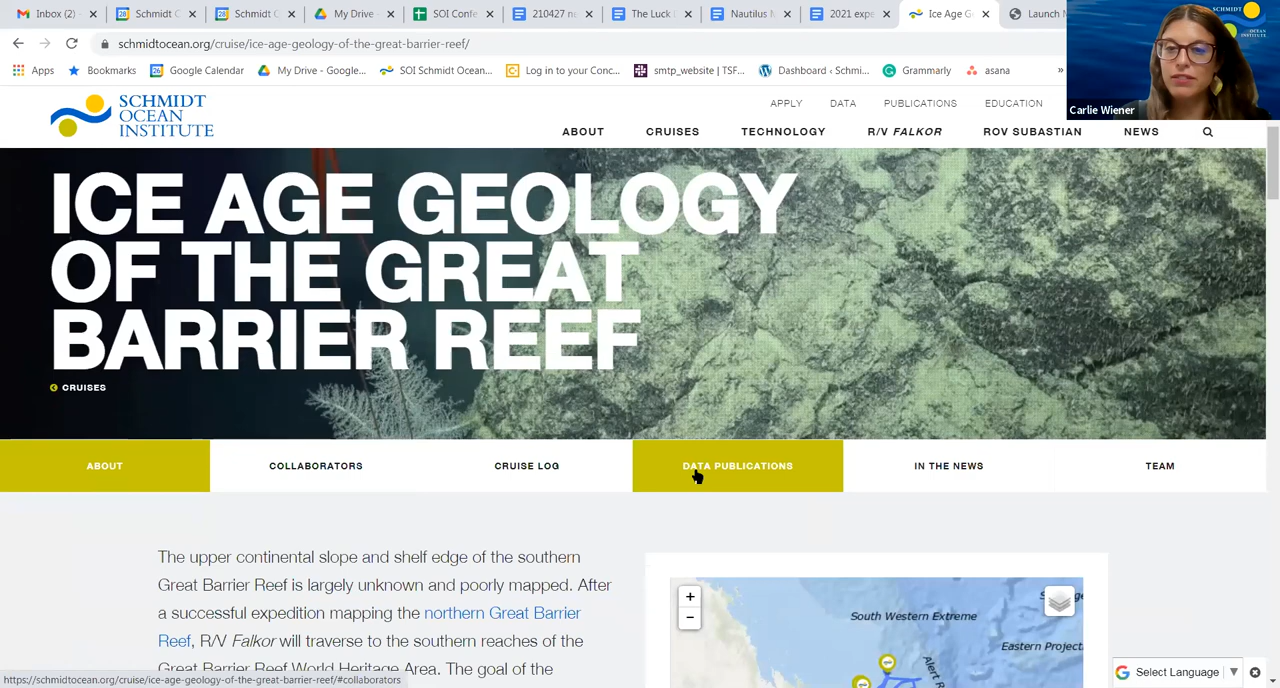 Inbox (2)
Schmidt
Schmidt
My Drive
SOI Confe
210427
The Luck
Nautilus
2021 expe
Ice Age G
Launch
schmidtocean.org/cruise/ice-age-geology-of-the-great-barrier-reef/
Apps
Bookmarks
Google Calendar
My Drive - Google...
SOI Schmidt Ocean...
Log in to your Conc...
smtp_website | TSF...
Dashboard ‹ Schmi...
Grammarly
asana
»
SCHMIDT
Carlie Wiener
SCHMIDT
OCEAN
INSTITUTE
APPLY DATA PUBLICATIONS EDUCATION
ABOUT CRUISES TECHNOLOGY R/V FALKOR ROV SUBASTIAN NEWS
ICE AGE GEOLOGY
OF THE GREAT
BARRIER REEF
CRUISES
ABOUT COLLABORATORS CRUISE LOG DATA PUBLICATIONS IN THE NEWS TEAM
The upper continental slope and shelf edge of the southern
Great Barrier Reef is largely unknown and poorly mapped. After
a successful expedition mapping the northern Great Barrier
Reef, R/V Falkor will traverse to the southern reaches of the
Great Barrier Reef World Heritage Area. The goal of the
+
−
South Western Extreme
Eastern Projecti
Alert R
https://schmidtocean.org/cruise/ice-age-geology-of-the-great-barrier-reef/#collaborators
Select Language